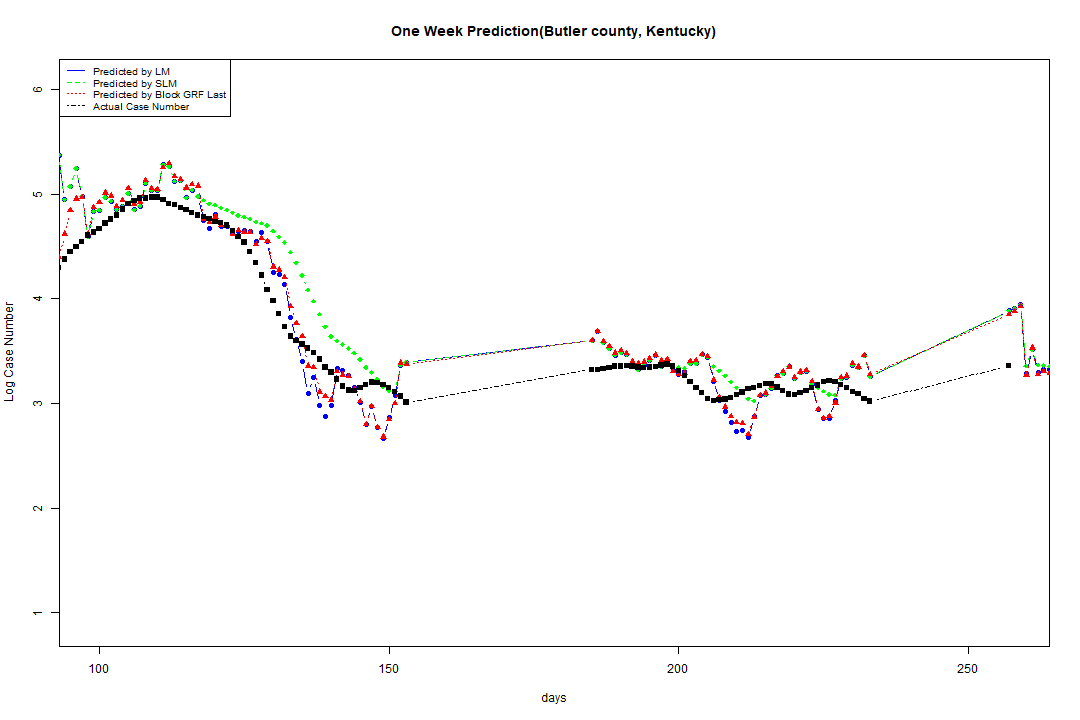 One Week Prediction(Butler county, Kentucky)
Predicted by LM
Predicted by SLM
Predicted by Block GRF Last
Actual Case Number
6
5
4
3
2
1
Log Case Number
100 150 200 250
days